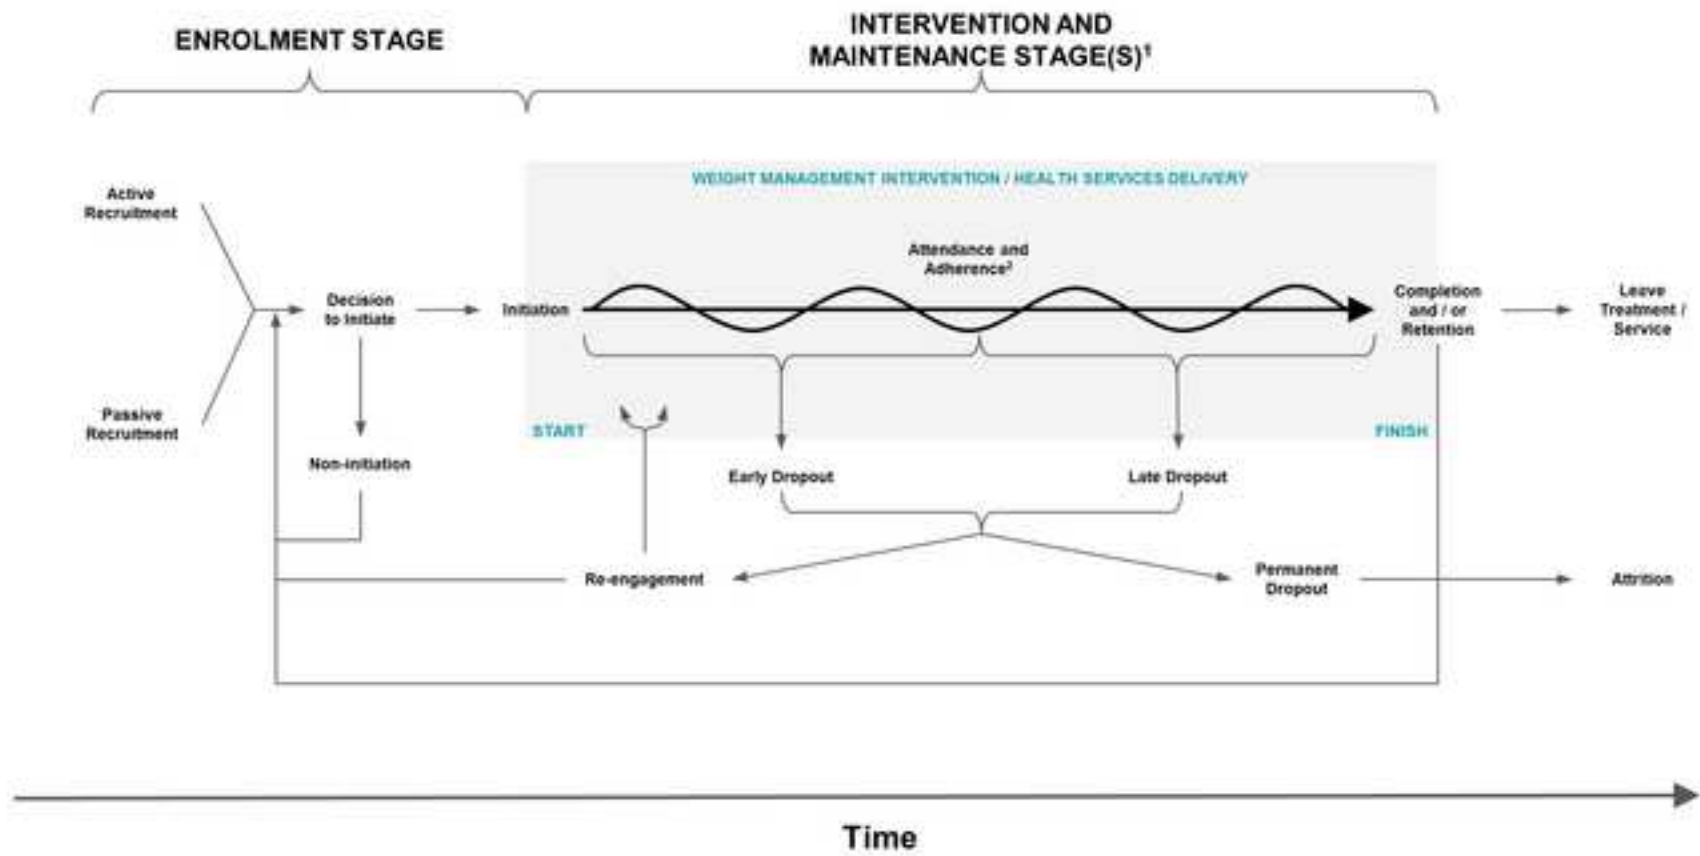 ENROLMENT STAGE
INTERVENTION AND
MAINTENANCE STAGE(S)¹
WEIGHT MANAGEMENT INTERVENTION / HEALTH SERVICES DELIVERY
Active
Recruitment
Passive
Recruitment
Decision
to Initiate
Non-initiation
Initiation
Attendance and
Adherence²
Completion
and / or
Retention
Leave
Treatment /
Service
START
FINISH
Early Dropout
Late Dropout
Re-engagement
Permanent
Dropout
Attrition
Time